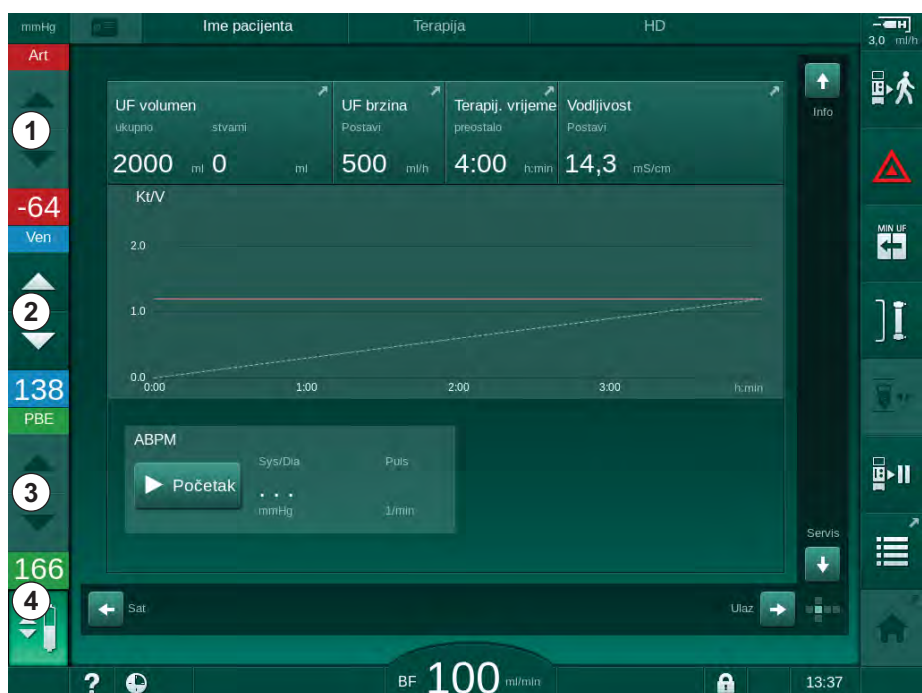 mmHg
Ime pacijenta
Terapija
HD
3,0 ml/h
Art
1
-64
Ven
2
138
PBE
3
166
4
UF volumen
ukupno stvarni
2000 ml 0 ml
UF brzina
Postavi
500 ml/h
Terapij. vrijeme
preostalo
4:00 h:min
Vodljivost
Postavi
14,3 mS/cm
Info
MIN UF
Kt/V
2.0
1.0
0.0
0:00 1:00 2:00 3:00 h:min
ABPM
Sys/Dia Puls
Početak
. . .
mmHg 1/min
Servis
Sat
Ulaz
? BF 100 ml/min 13:37